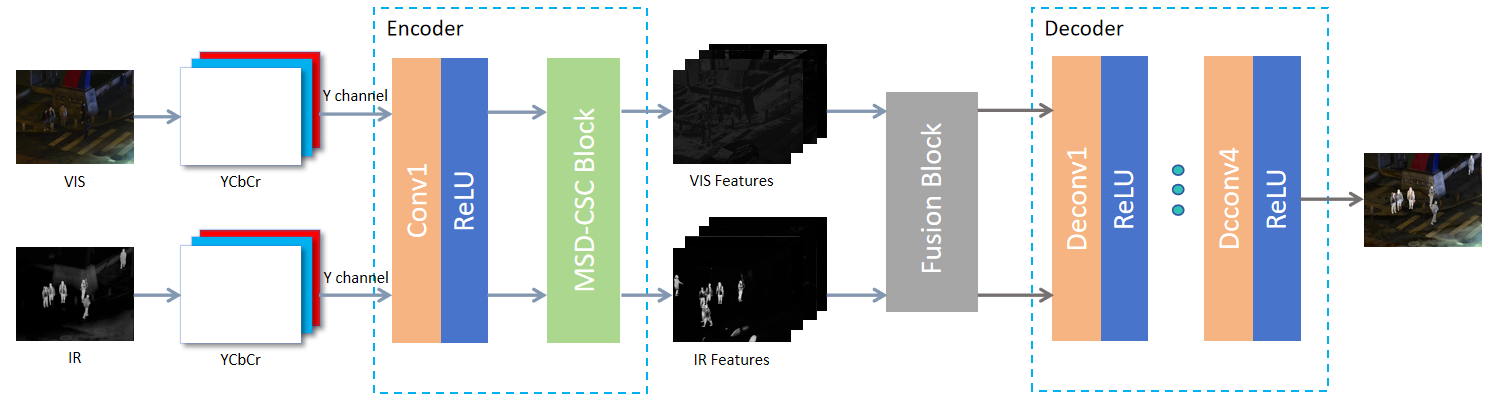 Encoder
Decoder
Y channel
VIS
YCbCr
Conv1
ReLU
MSD-CSC Block
VIS Features
Fusion Block
Deconv1
ReLU
Dcconv4
ReLU
Y channel
IR
YCbCr
IR Features